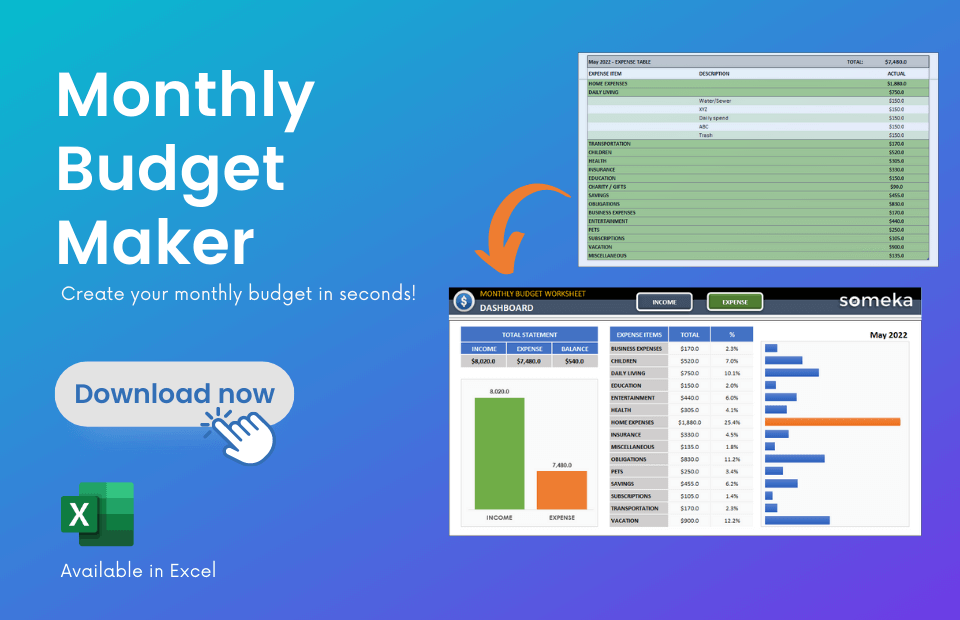 Monthly
Budget
Maker
Create your monthly budget in seconds!
Download now
X
Available in Excel
May 2022 - EXPENSE TABLE TOTAL: $7,480.0
EXPENSE ITEM DESCRIPTION ACTUAL
HOME EXPENSES $1,880.0
DAILY LIVING $750.0
Water/Sewer $150.0
XYZ $150.0
Daily spend $150.0
ABC $150.0
Trash $150.0
TRANSPORTATION $170.0
CHILDREN $520.0
HEALTH $305.0
INSURANCE $330.0
EDUCATION $150.0
CHARITY / GIFTS $90.0
SAVINGS $455.0
OBLIGATIONS $830.0
BUSINESS EXPENSES $170.0
ENTERTAINMENT $440.0
PETS $250.0
SUBSCRIPTIONS $105.0
VACATION $900.0
MISCELLANEOUS $135.0
$
MONTHLY BUDGET WORKSHEET
DASHBOARD
INCOME EXPENSE
someka
TOTAL STATEMENT
INCOME EXPENSE BALANCE
$8,020.0 $7,480.0 $540.0
8,020.0
7,480.0
INCOME EXPENSE
EXPENSE ITEMS TOTAL %
BUSINESS EXPENSES $170.0 2.3%
CHILDREN $520.0 7.0%
DAILY LIVING $750.0 10.1%
EDUCATION $150.0 2.0%
ENTERTAINMENT $440.0 6.0%
HEALTH $305.0 4.1%
HOME EXPENSES $1,880.0 25.4%
INSURANCE $330.0 4.5%
MISCELLANEOUS $135.0 1.8%
OBLIGATIONS $830.0 11.2%
PETS $250.0 3.4%
SAVINGS $455.0 6.2%
SUBSCRIPTIONS $105.0 1.4%
TRANSPORTATION $170.0 2.3%
VACATION $900.0 12.2%
May 2022